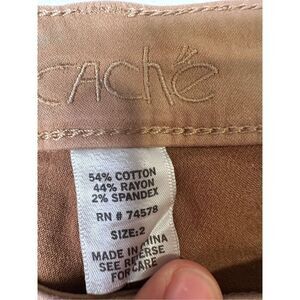 caché
54% COTTON
44% RAYON
2% SPANDEX
RN # 74578
SIZE: 2
MADE IN CHINA
SEE REVERSE
FOR CARE